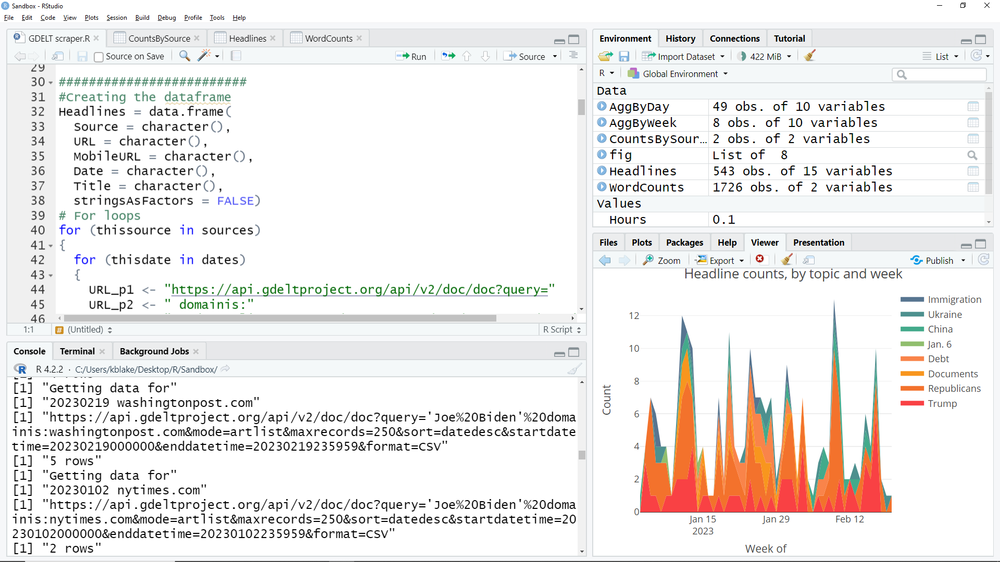 Sandbox - RStudio
File Edit Code View Plots Session Build Debug Profile Tools Help
GDELT scraper.R CountsBySource Headlines WordCounts
Source on Save Run Source
29
30 #########################
31 #Creating the dataframe
32 Headlines = data.frame(
33 Source = character(),
34 URL = character(),
35 MobileURL = character(),
36 Date = character(),
37 Title = character(),
38 stringsAsFactors = FALSE)
39 # For loops
40 for (thissource in sources)
41 {
42 for (thisdate in dates)
43 {
44 URL_p1 <- "https://api.gdeltproject.org/api/v2/doc/doc?query="
45 URL_p2 <- " domainis:"
46
1:1 # (Untitled) R Script
Console Terminal Background Jobs
R 4.2.2 · C:/Users/kblake/Desktop/R/Sandbox/
[1] "Getting data for"
[1] "20230219 washingtonpost.com"
[1] "https://api.gdeltproject.org/api/v2/doc/doc?query='Joe%20Biden'%20doma
inis:washingtonpost.com&mode=artlist&maxrecords=250&sort=datedesc&startdate
time=20230219000000&enddatetime=20230219235959&format=CSV"
[1] "5 rows"
[1] "Getting data for"
[1] "20230102 nytimes.com"
[1] "https://api.gdeltproject.org/api/v2/doc/doc?query='Joe%20Biden'%20doma
inis:nytimes.com&mode=artlist&maxrecords=250&sort=datedesc&startdatetime=20
230102000000&enddatetime=20230102235959&format=CSV"
[1] "2 rows"
Environment History Connections Tutorial
Import Dataset 422 MiB List
R Global Environment
Data
AggByDay 49 obs. of 10 variables
AggByWeek 8 obs. of 10 variables
CountsBySour… 2 obs. of 2 variables
fig List of 8
Headlines 543 obs. of 15 variables
WordCounts 1726 obs. of 2 variables
Values
Hours 0.1
Files Plots Packages Help Viewer Presentation
Zoom Export Publish
Headline counts, by topic and week
Immigration
Ukraine
China
Jan. 6
Debt
Documents
Republicans
Trump
Count
12
10
8
6
4
2
0
Jan 15 Jan 29 Feb 12
2023
Week of